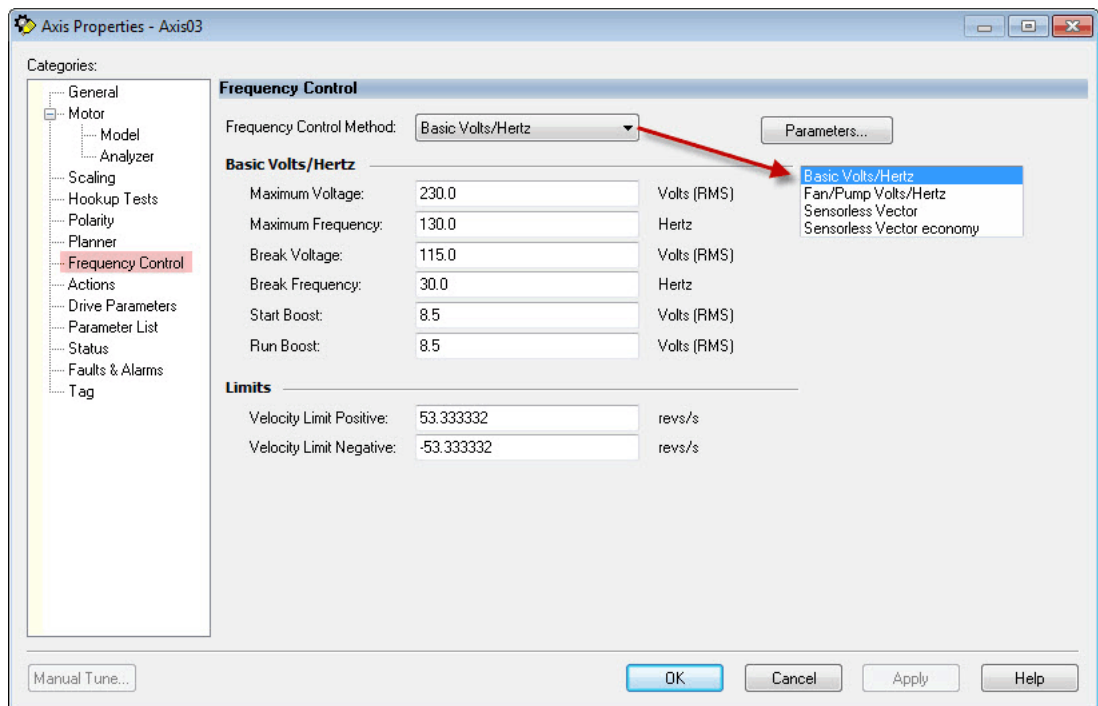 Axis Properties - Axis03
Categories:
General
Motor
Model
Analyzer
Scaling
Hookup Tests
Polarity
Planner
Frequency Control
Actions
Drive Parameters
Parameter List
Status
Faults & Alarms
Tag
Frequency Control
Frequency Control Method: Basic Volts/Hertz Parameters...
Basic Volts/Hertz
Fan/Pump Volts/Hertz
Sensorless Vector
Sensorless Vector economy
Basic Volts/Hertz
Maximum Voltage: 230.0 Volts (RMS)
Maximum Frequency: 130.0 Hertz
Break Voltage: 115.0 Volts (RMS)
Break Frequency: 30.0 Hertz
Start Boost: 8.5 Volts (RMS)
Run Boost: 8.5 Volts (RMS)
Limits
Velocity Limit Positive: 53.333332 revs/s
Velocity Limit Negative: -53.333332 revs/s
Manual Tune... OK Cancel Apply Help